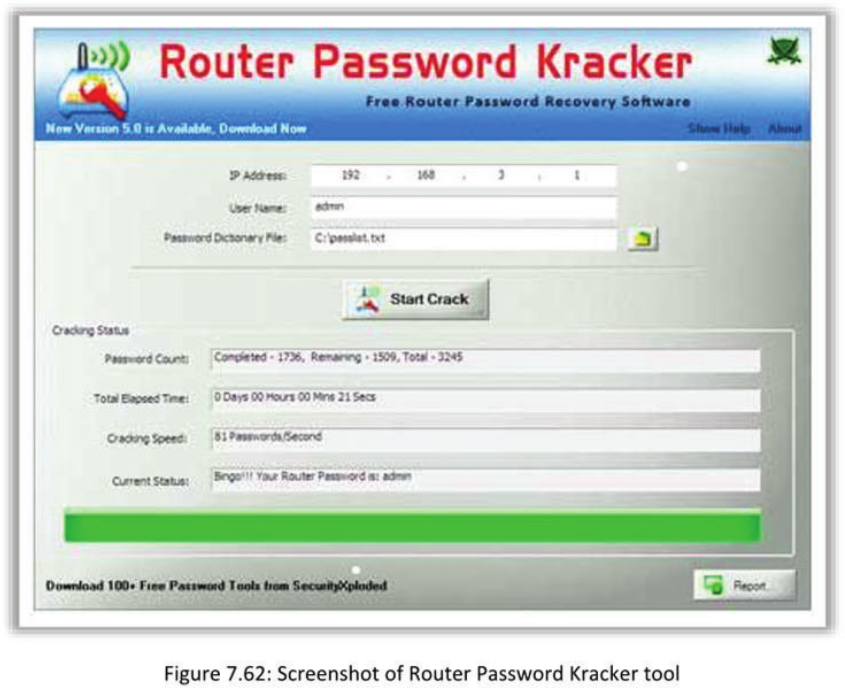 Router Password Kracker
Free Router Password Recovery Software
New Version 5.0 is Available, Download Now
Show Help About
IP Address: 192 . 168 . 3 . 1
User Name: admin
Password Dictionary File: C:\passlist.txt
Start Crack
Cracking Status
Password Count: Completed - 1736, Remaining - 1509, Total - 3245
Total Elapsed Time: 0 Days 00 Hours 00 Mins 21 Secs
Cracking Speed: 81 Passwords/Second
Current Status: Bingo!!! Your Router Password is: admin
Download 100+ Free Password Tools from SecurityXploded
Report...
Figure 7.62: Screenshot of Router Password Kracker tool